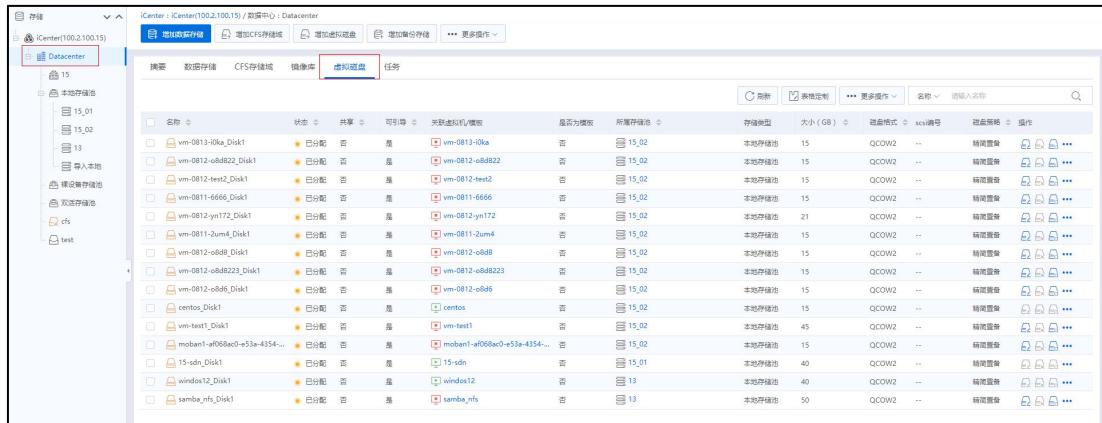 存储
iCenter : iCenter(100.2.100.15) / 数据中心 : Datacenter
iCenter(100.2.100.15)
增加数据存储 增加CFS存储域 增加虚拟磁盘 增加备份存储 ••• 更多操作
Datacenter
15
本地存储池
15_01
15_02
13
导入本地
裸设备存储池
双活存储池
cfs
test
摘要 数据存储 CFS存储域 镜像库 虚拟磁盘 任务
刷新 表格定制 ••• 更多操作 名称 请输入名称
名称 状态 共享 可引导 关联虚拟机/模板 是否为模板 所属存储池 存储类型 大小 ( GB ) 磁盘格式 scsi编号 磁盘策略 操作
vm-0813-i0ka_Disk1 已分配 否 是 vm-0813-i0ka 否 15_02 本地存储池 15 QCOW2 -- 精简置备 •••
vm-0812-o8d822_Disk1 已分配 否 是 vm-0812-o8d822 否 15_02 本地存储池 15 QCOW2 -- 精简置备 •••
vm-0812-test2_Disk1 已分配 否 是 vm-0812-test2 否 15_02 本地存储池 15 QCOW2 -- 精简置备 •••
vm-0811-6666_Disk1 已分配 否 是 vm-0811-6666 否 15_02 本地存储池 15 QCOW2 -- 精简置备 •••
vm-0812-yn172_Disk1 已分配 否 是 vm-0812-yn172 否 15_02 本地存储池 21 QCOW2 -- 精简置备 •••
vm-0811-2um4_Disk1 已分配 否 是 vm-0811-2um4 否 15_02 本地存储池 15 QCOW2 -- 精简置备 •••
vm-0812-o8d8_Disk1 已分配 否 是 vm-0812-o8d8 否 15_02 本地存储池 15 QCOW2 -- 精简置备 •••
vm-0812-o8d8223_Disk1 已分配 否 是 vm-0812-o8d8223 否 15_02 本地存储池 15 QCOW2 -- 精简置备 •••
vm-0812-o8d6_Disk1 已分配 否 是 vm-0812-o8d6 否 15_02 本地存储池 15 QCOW2 -- 精简置备 •••
centos_Disk1 已分配 否 是 centos 否 15_02 本地存储池 15 QCOW2 -- 精简置备 •••
vm-test1_Disk1 已分配 否 是 vm-test1 否 15_02 本地存储池 45 QCOW2 -- 精简置备 •••
moban1-af068ac0-e53a-4354-... 已分配 否 是 moban1-af068ac0-e53a-4354-... 否 15_02 本地存储池 15 QCOW2 -- 精简置备 •••
15-sdn_Disk1 已分配 否 是 15-sdn 否 15_01 本地存储池 40 QCOW2 -- 精简置备 •••
windos12_Disk1 已分配 否 是 windos12 否 13 本地存储池 40 QCOW2 -- 精简置备 •••
samba_nfs_Disk1 已分配 否 是 samba_nfs 否 13 本地存储池 50 QCOW2 -- 精简置备 •••